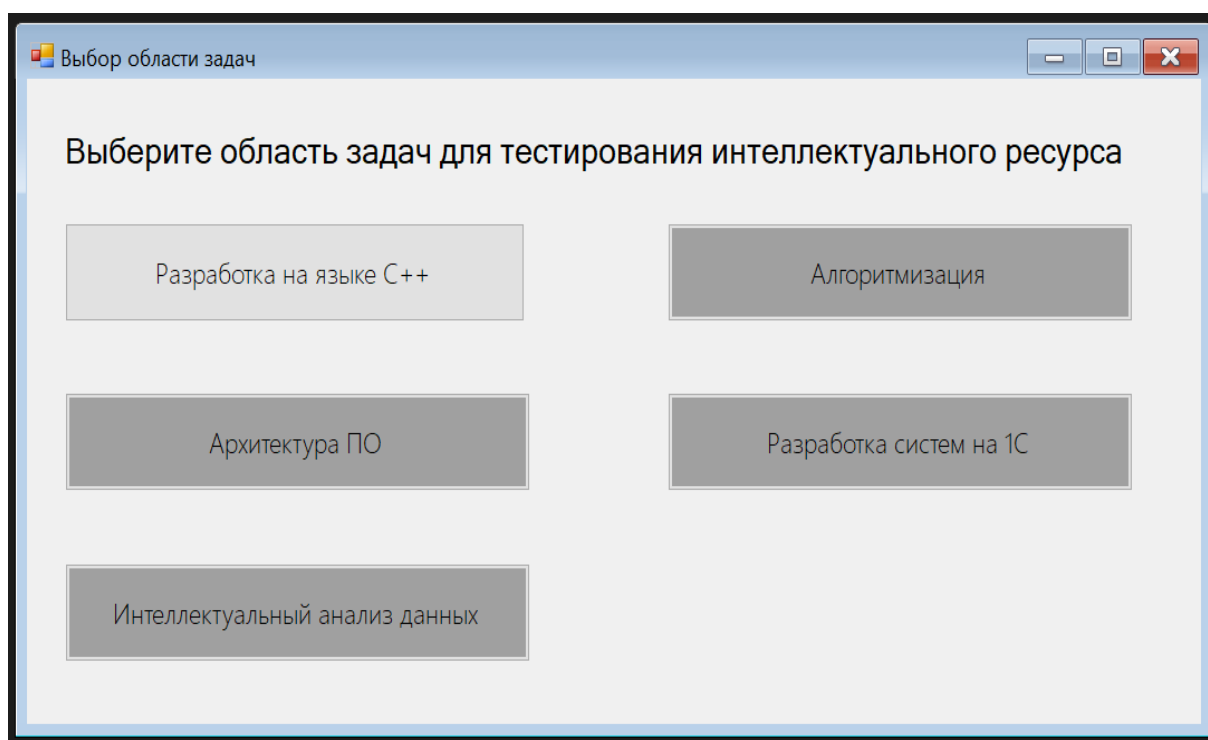 Выбор области задач
Выберите область задач для тестирования интеллектуального ресурса
Разработка на языке C++
Алгоритмизация
Архитектура ПО
Разработка систем на 1С
Интеллектуальный анализ данных